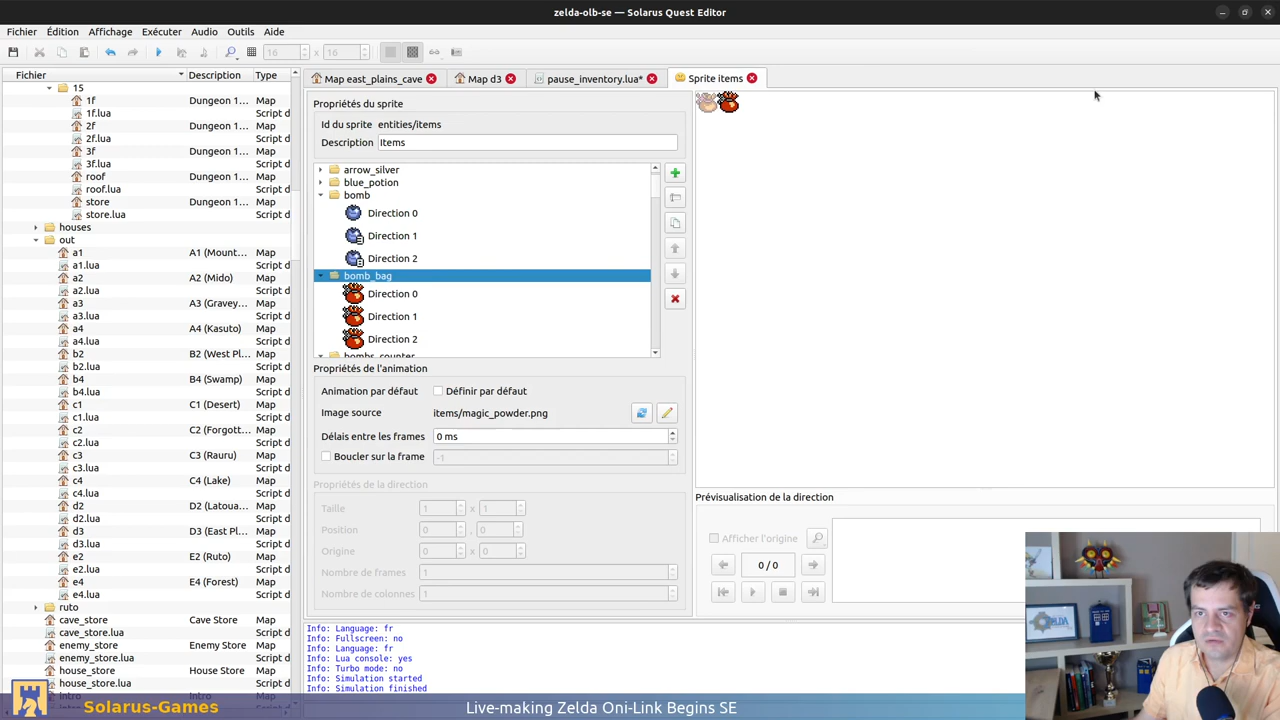 zelda-olb-se — Solarus Quest Editor
Fichier Édition Affichage Exécuter Audio Outils Aide
16 x 16
Fichier Description Type
Map east_plains_cave Map d3 pause_inventory.lua* Sprite items
15
1f Dungeon 1... Map
1f.lua Script d
2f Dungeon 1... Map
2f.lua Script d
3f Dungeon 1... Map
3f.lua Script d
roof Dungeon 1... Map
roof.lua Script d
store Dungeon 1... Map
store.lua Script d
houses
out
a1 A1 (Mount... Map
a1.lua Script d
a2 A2 (Mido) Map
a2.lua Script d
a3 A3 (Gravey... Map
a3.lua Script d
a4 A4 (Kasuto) Map
a4.lua Script d
b2 B2 (West Pl... Map
b2.lua Script d
b4 B4 (Swamp) Map
b4.lua Script d
c1 C1 (Desert) Map
c1.lua Script d
c2 C2 (Forgott... Map
c2.lua Script d
c3 C3 (Rauru) Map
c3.lua Script d
c4 C4 (Lake) Map
c4.lua Script d
d2 D2 (Latoua... Map
d2.lua Script d
d3 D3 (East Pl... Map
d3.lua Script d
e2 E2 (Ruto) Map
e2.lua Script d
e4 E4 (Forest) Map
e4.lua Script d
ruto
cave_store Cave Store Map
cave_store.lua Script d
enemy_store Enemy Store Map
enemy_store.lua Script d
house_store House Store Map
house_store.lua Script d
intro Intro Map
Propriétés du sprite
Id du sprite entities/items
Description Items
arrow_silver
blue_potion
bomb
Direction 0
Direction 1
Direction 2
bomb_bag
Direction 0
Direction 1
Direction 2
bombs_counter
Propriétés de l'animation
Animation par défaut Définir par défaut
Image source items/magic_powder.png
Délais entre les frames 0 ms
Boucler sur la frame -1
Propriétés de la direction
Taille 1 x 1
Position 0 , 0
Origine 0 x 0
Nombre de frames 1
Nombre de colonnes 1
Prévisualisation de la direction
Afficher l'origine
0 / 0
Info: Language: fr
Info: Fullscreen: no
Info: Language: fr
Info: Lua console: yes
Info: Turbo mode: no
Info: Simulation started
Info: Simulation finished
Solarus-Games
Live-making Zelda Oni-Link Begins SE